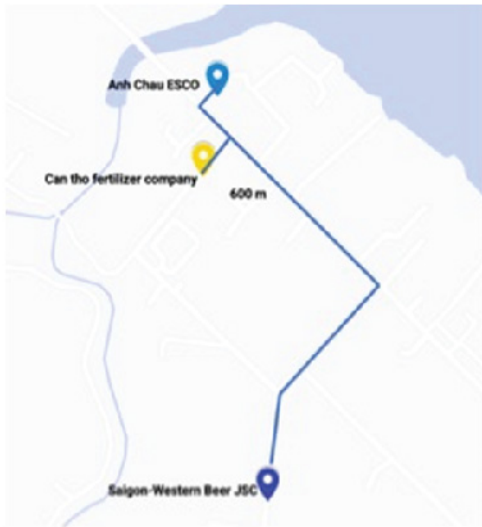 Anh Chau ESCO
Can tho fertilizer company
600 m
Saigon-Western Beer JSC